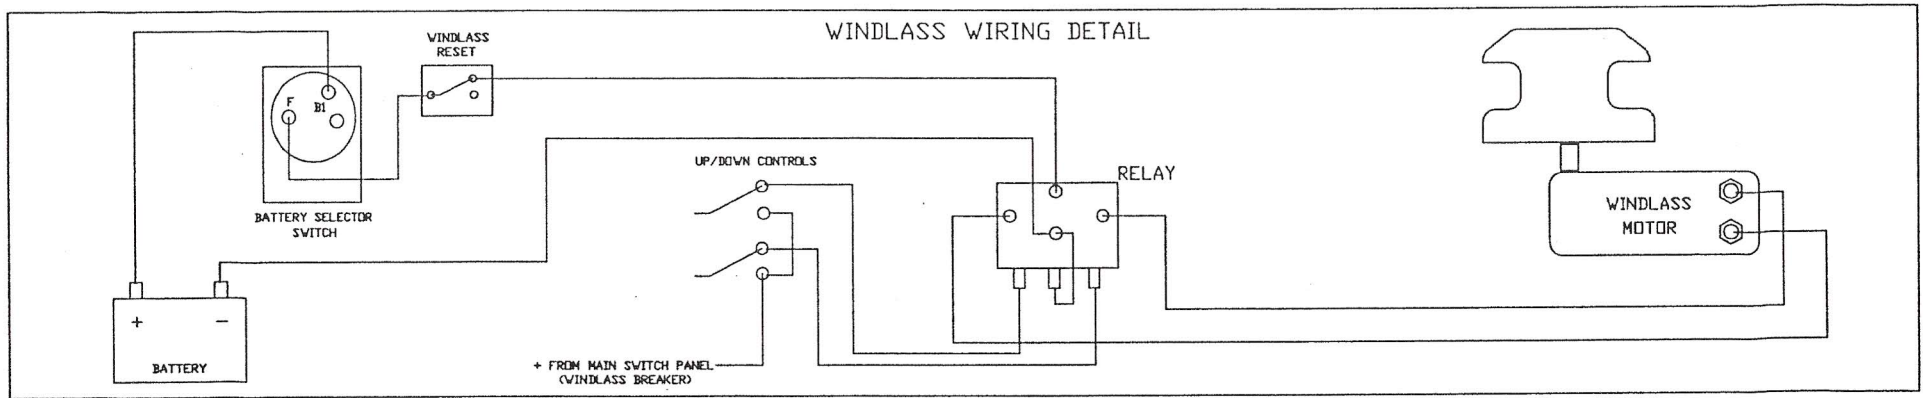 WINDLASS WIRING DETAIL
WINDLASS
RESET
F
B1
BATTERY SELECTOR
SWITCH
UP/DOWN CONTROLS
RELAY
WINDLASS
MOTOR
+ -
BATTERY
+ FROM MAIN SWITCH PANEL
(WINDLASS BREAKER)